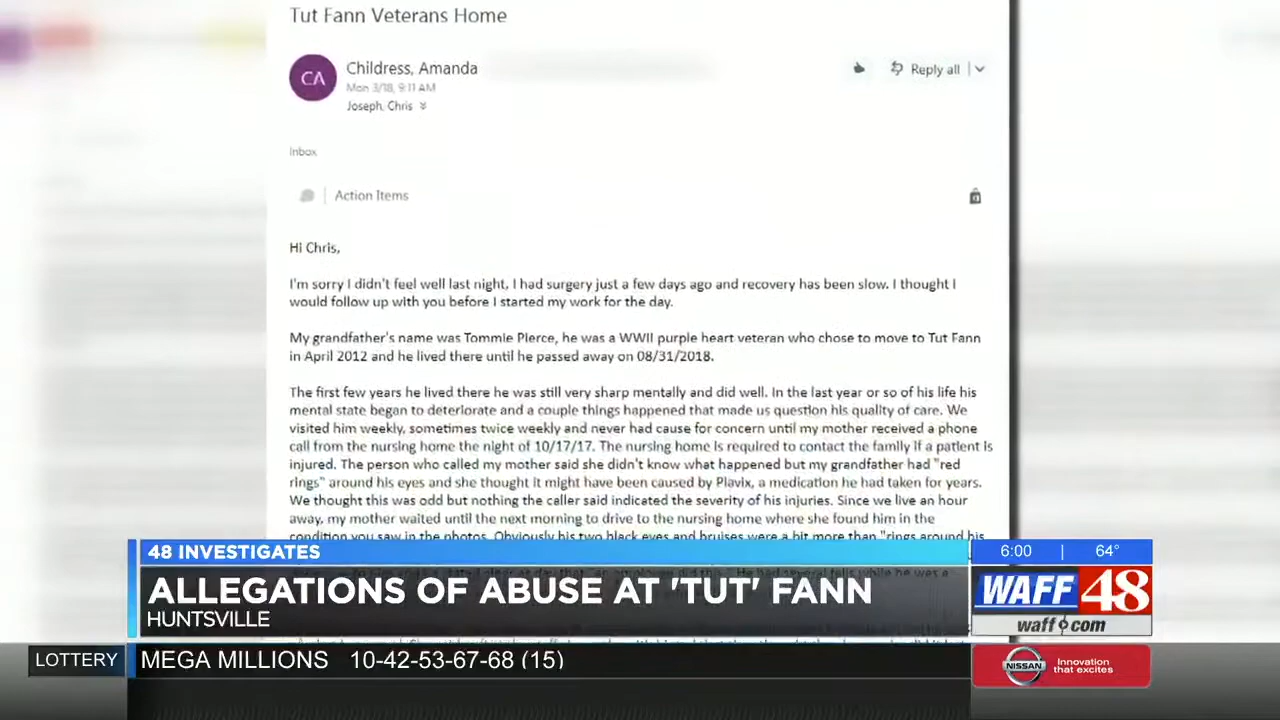 Tut Fann Veterans Home
CA
Childress, Amanda
Mon 3/18, 9:11 AM
Reply all
Joseph, Chris
Inbox
Action Items
Hi Chris,
I'm sorry I didn't feel well last night, I had surgery just a few days ago and recovery has been slow. I thought I
would follow up with you before I started my work for the day.
My grandfather's name was Tommie Pierce, he was a WWII purple heart veteran who chose to move to Tut Fann
in April 2012 and he lived there until he passed away on 08/31/2018.
The first few years he lived there he was still very sharp mentally and did well. In the last year or so of his life his
mental state began to deteriorate and a couple things happened that made us question his quality of care. We
visited him weekly, sometimes twice weekly and never had cause for concern until my mother received a phone
call from the nursing home the night of 10/17/17. The nursing home is required to contact the family if a patient is
injured. The person who called my mother said she didn't know what happened but my grandfather had "red
rings" around his eyes and she thought it might have been caused by Plavix, a medication he had taken for years.
We thought this was odd but nothing the caller said indicated the severity of his injuries. Since we live an hour
away, my mother waited until the next morning to drive to the nursing home where she found him in the
condition you saw in the photos. Obviously his two black eyes and bruises were a bit more than "rings around his
48 INVESTIGATES
ALLEGATIONS OF ABUSE AT 'TUT' FANN
HUNTSVILLE
6:00 | 64°
WAFF 48
waff.com
LOTTERY
MEGA MILLIONS 10-42-53-67-68 (15)
NISSAN
Innovation
that excites